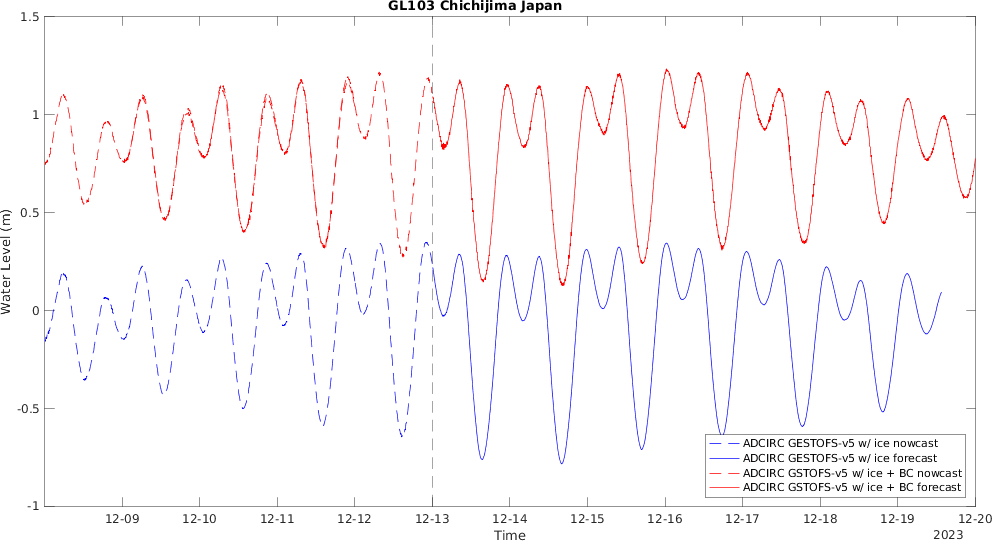 GL103 Chichijima Japan
1.5
1
0.5
0
-0.5
-1
Water Level (m)
ADCIRC GESTOFS-v5 w/ ice nowcast
ADCIRC GESTOFS-v5 w/ ice forecast
ADCIRC GSTOFS-v5 w/ ice + BC nowcast
ADCIRC GSTOFS-v5 w/ ice + BC forecast
12-09 12-10 12-11 12-12 12-13 12-14 12-15 12-16 12-17 12-18 12-19 12-20
Time
2023